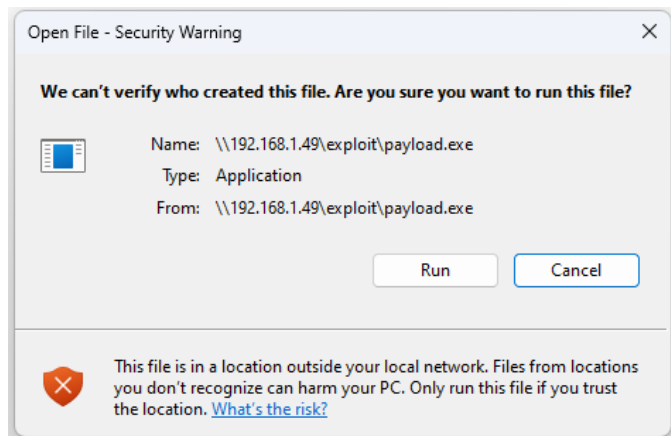 Open File - Security Warning
We can't verify who created this file. Are you sure you want to run this file?
Name: \\192.168.1.49\exploit\payload.exe
Type: Application
From: \\192.168.1.49\exploit\payload.exe
Run Cancel
This file is in a location outside your local network. Files from locations
you don't recognize can harm your PC. Only run this file if you trust
the location. What's the risk?